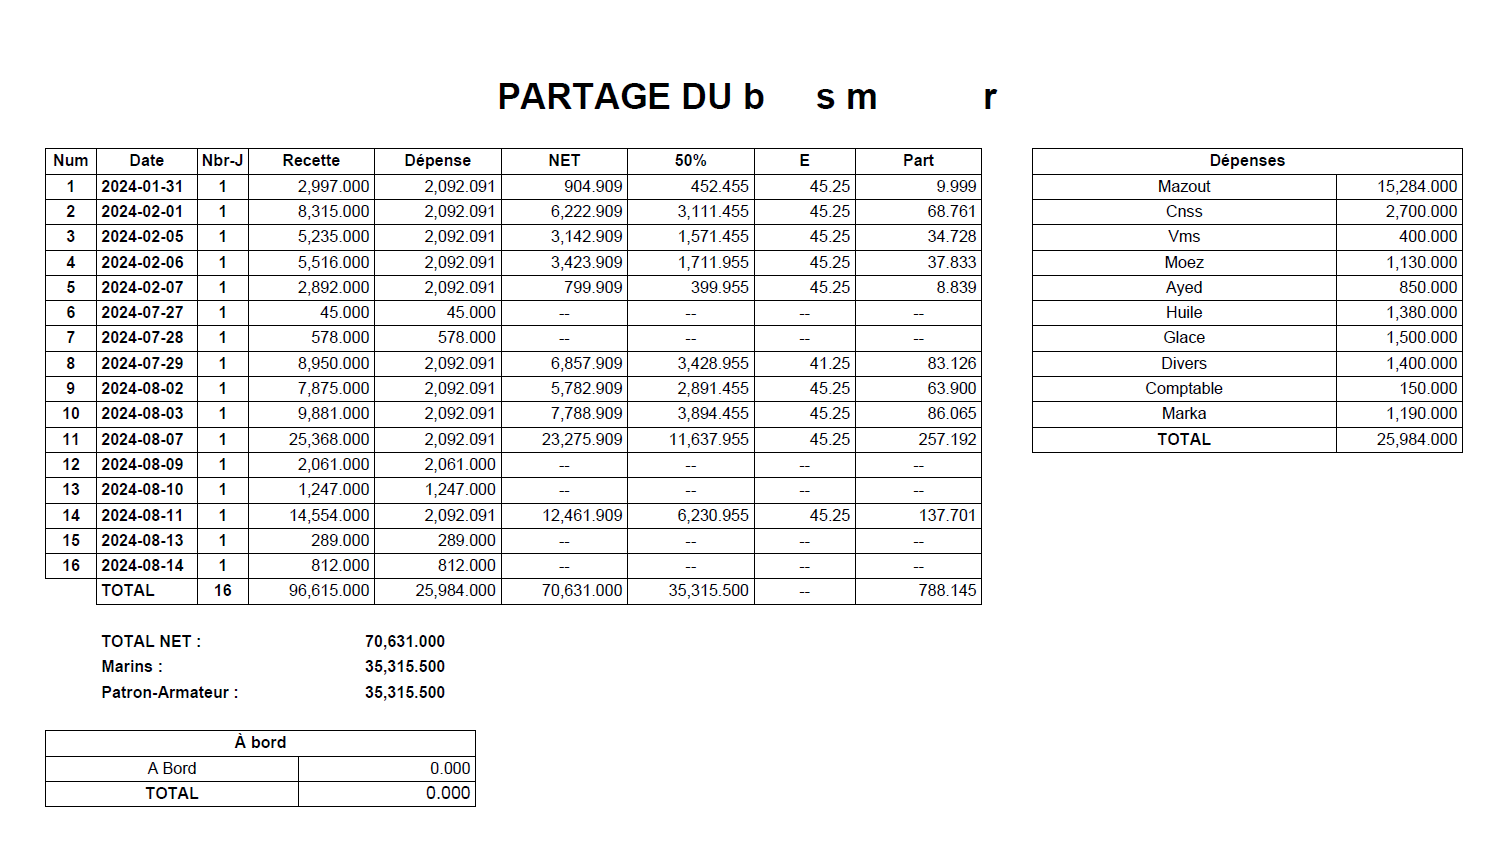 PARTAGE DU b s m r
Num Date Nbr-J Recette Dépense NET 50% E Part
1 2024-01-31 1 2,997.000 2,092.091 904.909 452.455 45.25 9.999
2 2024-02-01 1 8,315.000 2,092.091 6,222.909 3,111.455 45.25 68.761
3 2024-02-05 1 5,235.000 2,092.091 3,142.909 1,571.455 45.25 34.728
4 2024-02-06 1 5,516.000 2,092.091 3,423.909 1,711.955 45.25 37.833
5 2024-02-07 1 2,892.000 2,092.091 799.909 399.955 45.25 8.839
6 2024-07-27 1 45.000 45.000 -- -- -- --
7 2024-07-28 1 578.000 578.000 -- -- -- --
8 2024-07-29 1 8,950.000 2,092.091 6,857.909 3,428.955 41.25 83.126
9 2024-08-02 1 7,875.000 2,092.091 5,782.909 2,891.455 45.25 63.900
10 2024-08-03 1 9,881.000 2,092.091 7,788.909 3,894.455 45.25 86.065
11 2024-08-07 1 25,368.000 2,092.091 23,275.909 11,637.955 45.25 257.192
12 2024-08-09 1 2,061.000 2,061.000 -- -- -- --
13 2024-08-10 1 1,247.000 1,247.000 -- -- -- --
14 2024-08-11 1 14,554.000 2,092.091 12,461.909 6,230.955 45.25 137.701
15 2024-08-13 1 289.000 289.000 -- -- -- --
16 2024-08-14 1 812.000 812.000 -- -- -- --
TOTAL 16 96,615.000 25,984.000 70,631.000 35,315.500 -- 788.145
Dépenses
Mazout 15,284.000
Cnss 2,700.000
Vms 400.000
Moez 1,130.000
Ayed 850.000
Huile 1,380.000
Glace 1,500.000
Divers 1,400.000
Comptable 150.000
Marka 1,190.000
TOTAL 25,984.000
TOTAL NET : 70,631.000
Marins : 35,315.500
Patron-Armateur : 35,315.500
À bord
A Bord 0.000
TOTAL 0.000